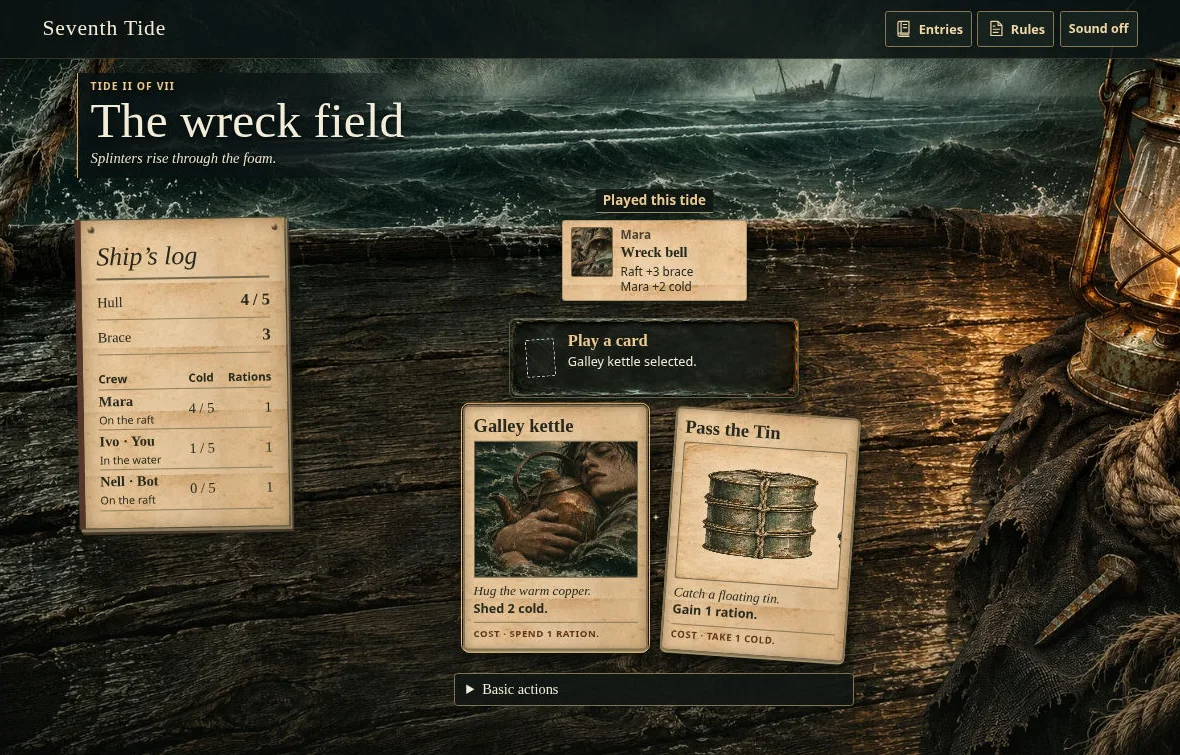 Seventh Tide
Entries
Rules
Sound off
TIDE II OF VII
The wreck field
Splinters rise through the foam.
Played this tide
Mara
Wreck bell
Raft +3 brace
Mara +2 cold
Ship’s log
Hull 4 / 5
Brace 3
Crew Cold Rations
Mara
On the raft 4 / 5 1
Ivo · You
In the water 1 / 5 1
Nell · Bot
On the raft 0 / 5 1
Play a card
Galley kettle selected.
Galley kettle
Hug the warm copper.
Shed 2 cold.
COST · SPEND 1 RATION.
Pass the Tin
Catch a floating tin.
Gain 1 ration.
COST · TAKE 1 COLD.
Basic actions